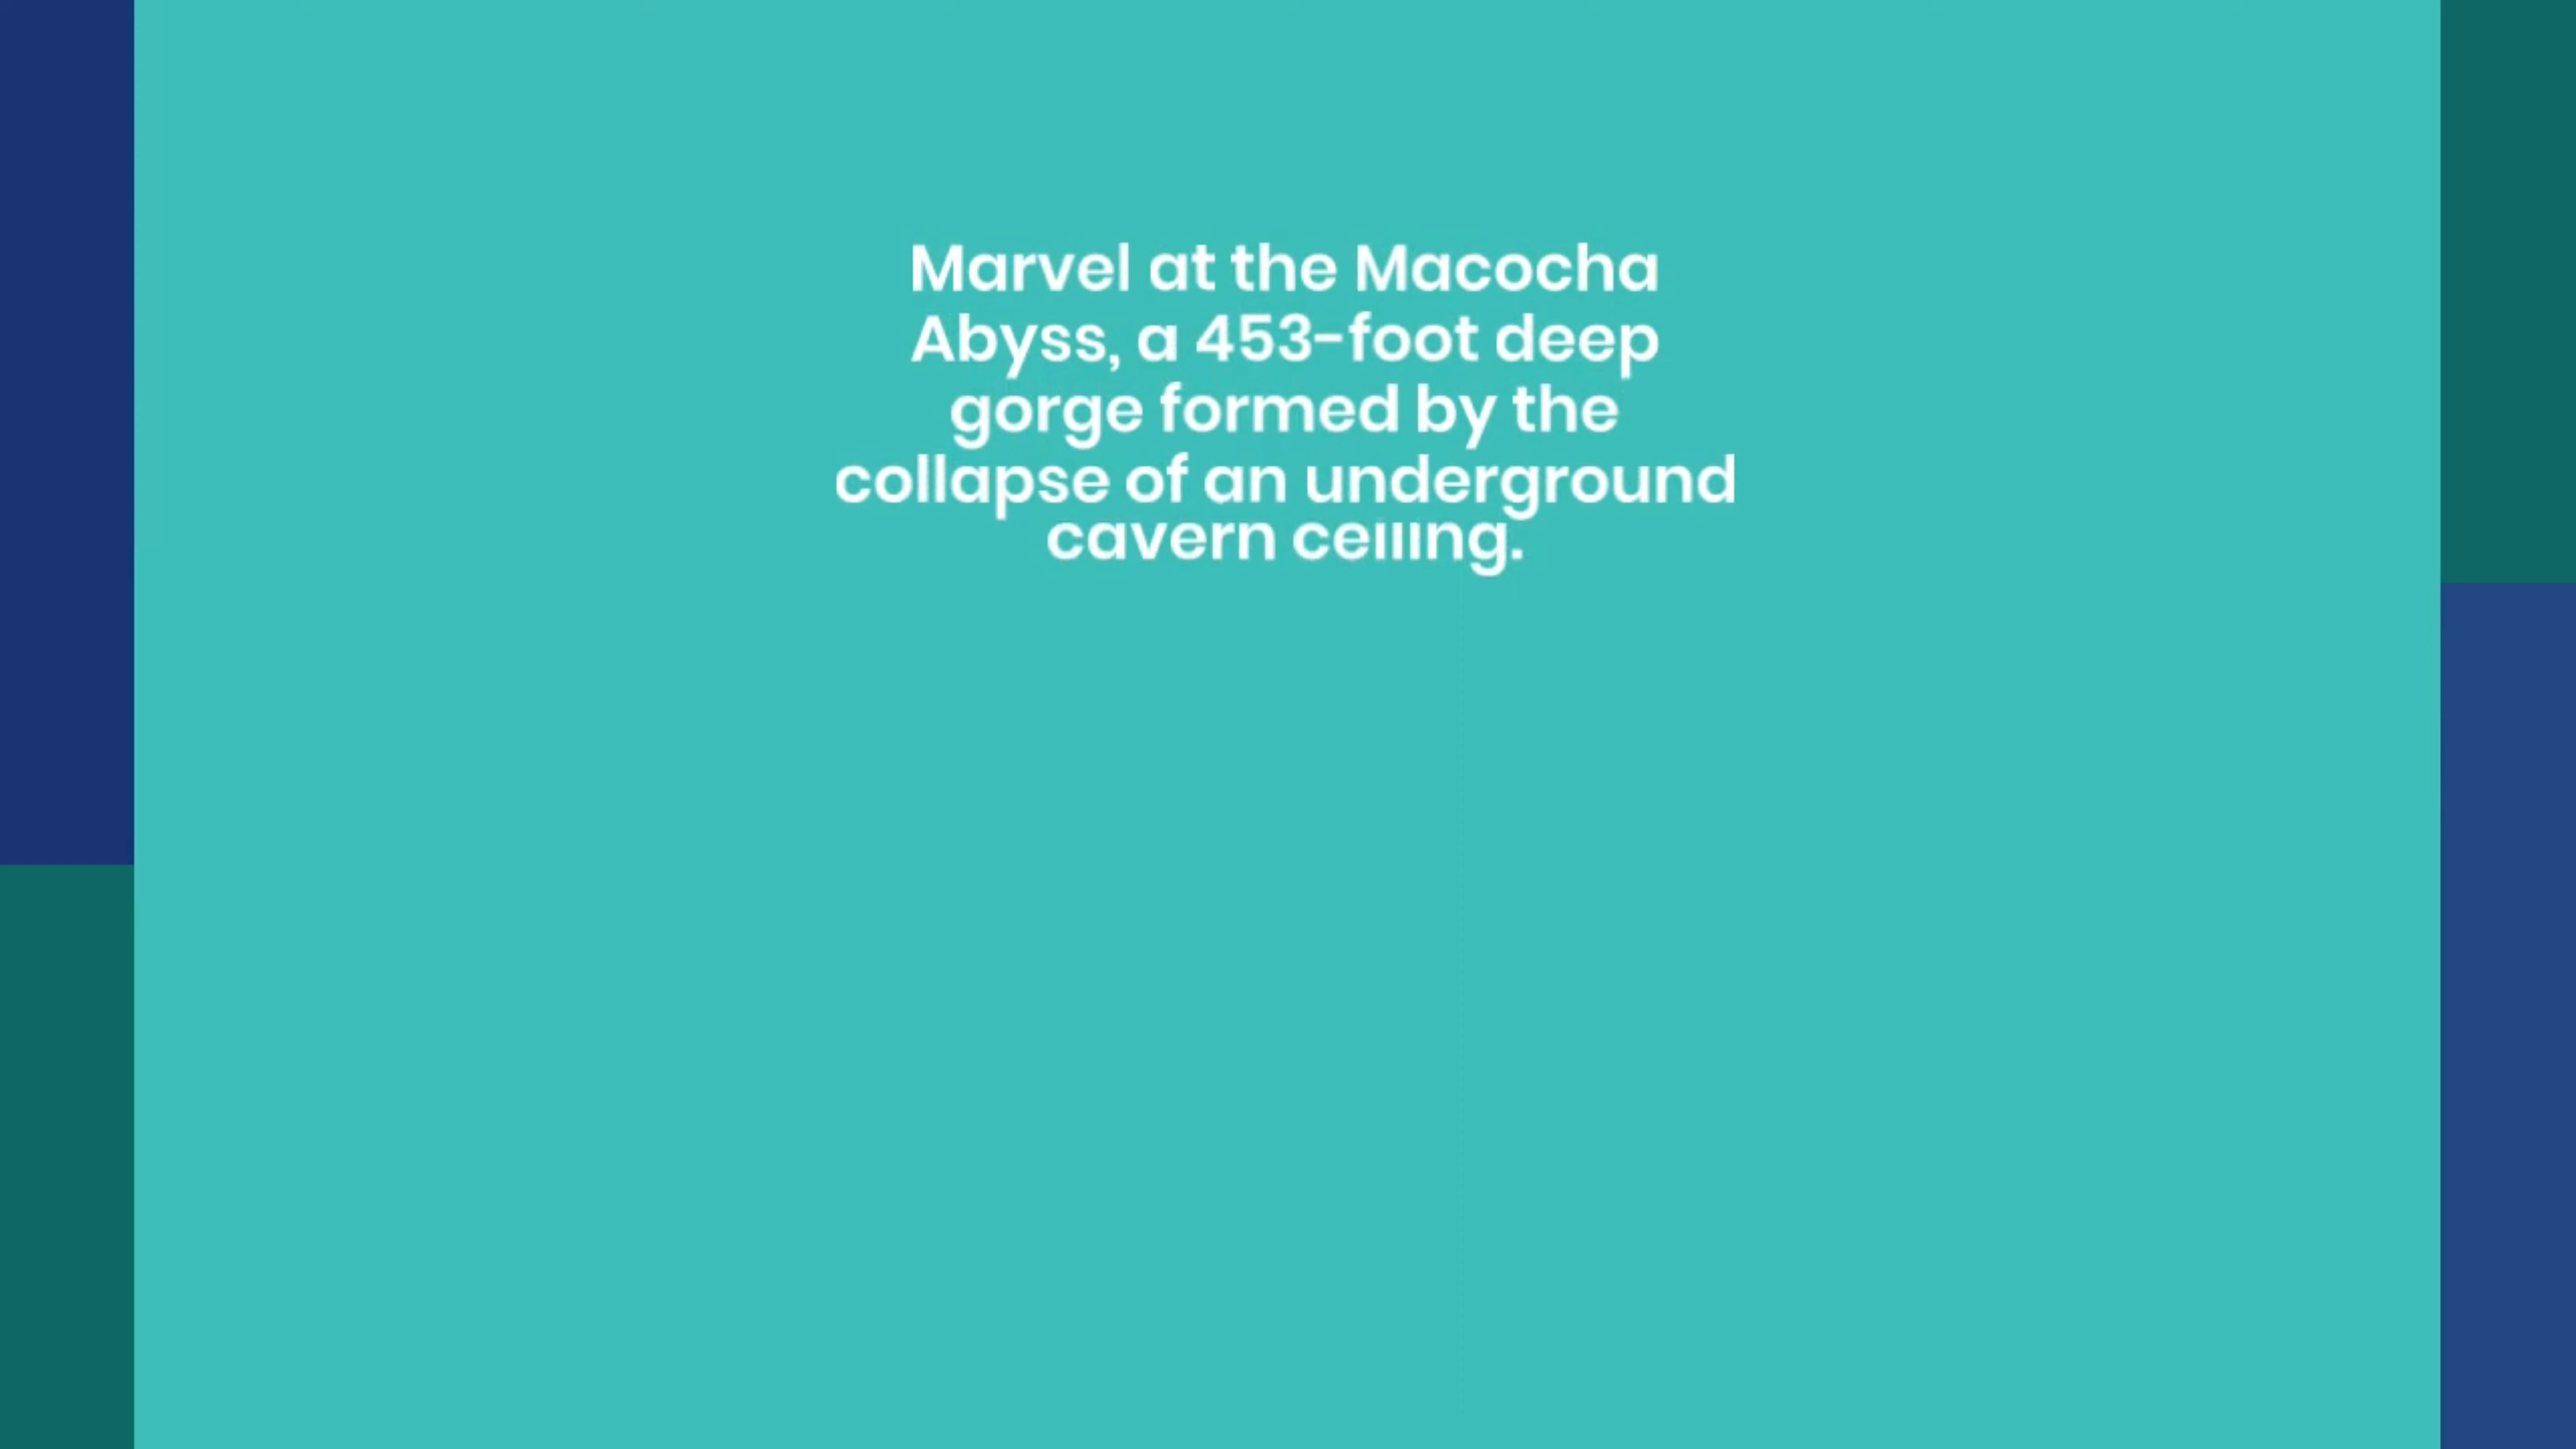 Marvel at the Macocha
Abyss, a 453-foot deep
gorge formed by the
collapse of an underground
cavern ceiling.